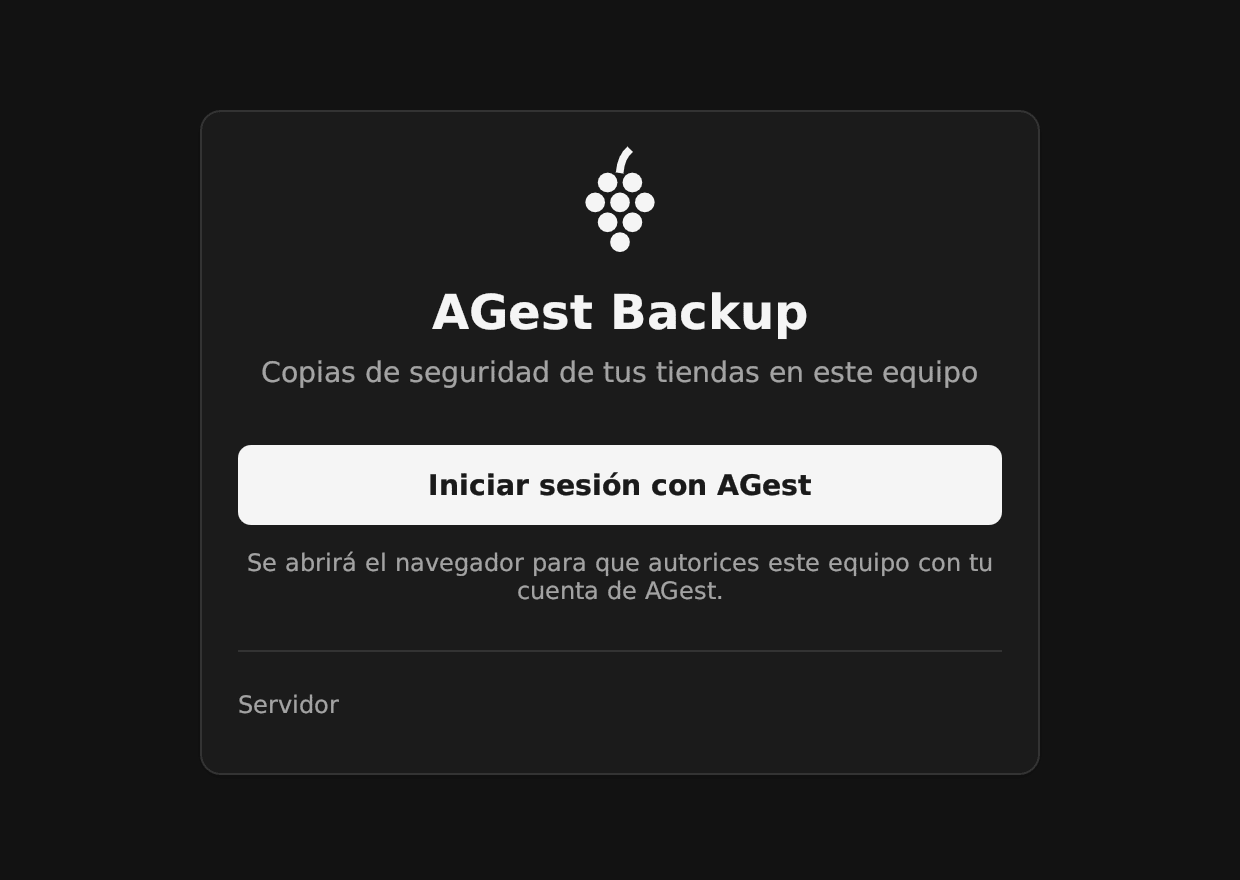 AGest Backup
Copias de seguridad de tus tiendas en este equipo
Iniciar sesión con AGest
Se abrirá el navegador para que autorices este equipo con tu
cuenta de AGest.
Servidor